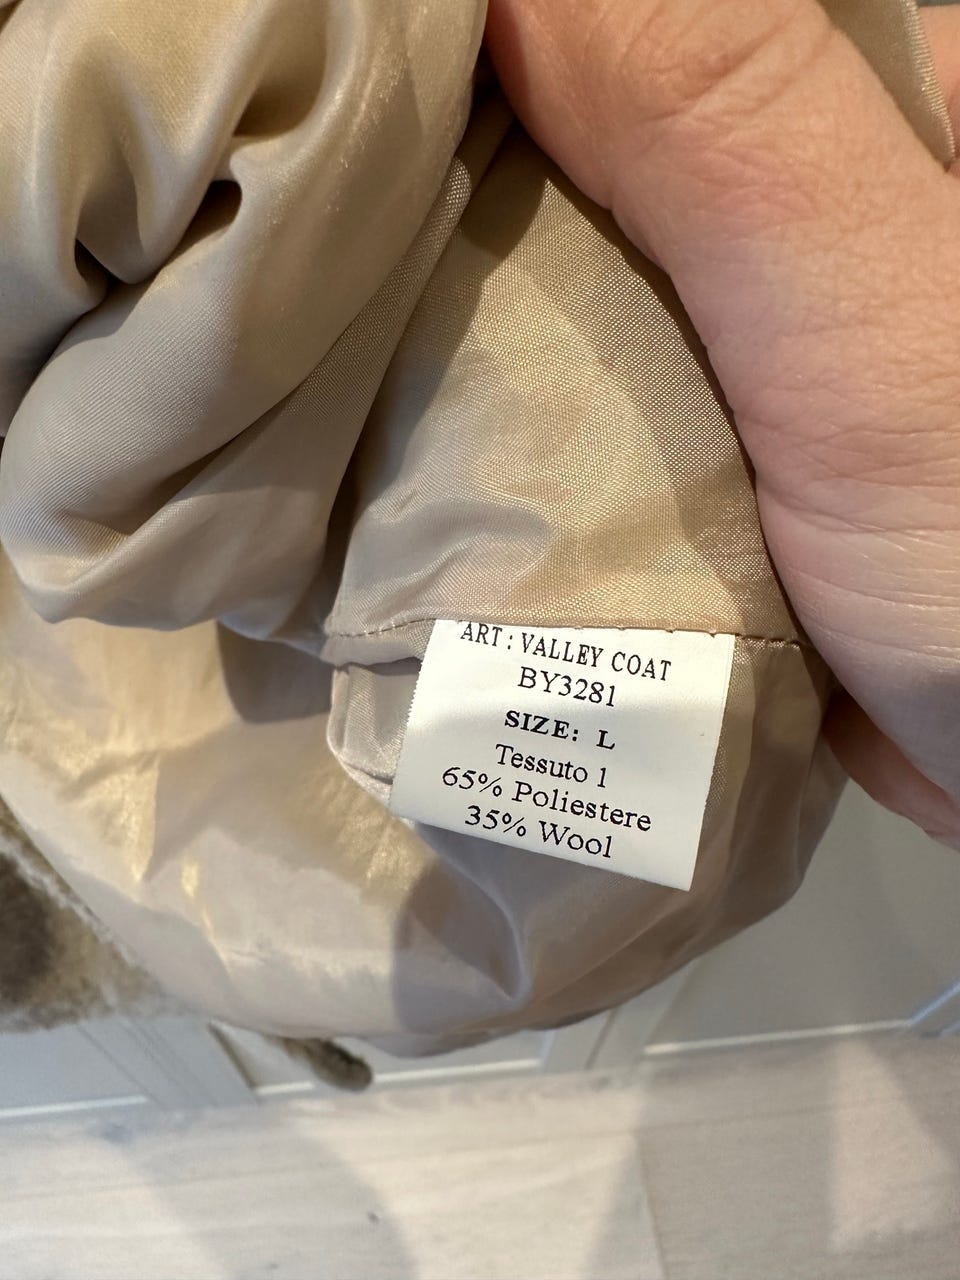 ART: VALLEY COAT
BY3281
SIZE: L
Tessuto 1
65% Poliestere
35% Wool